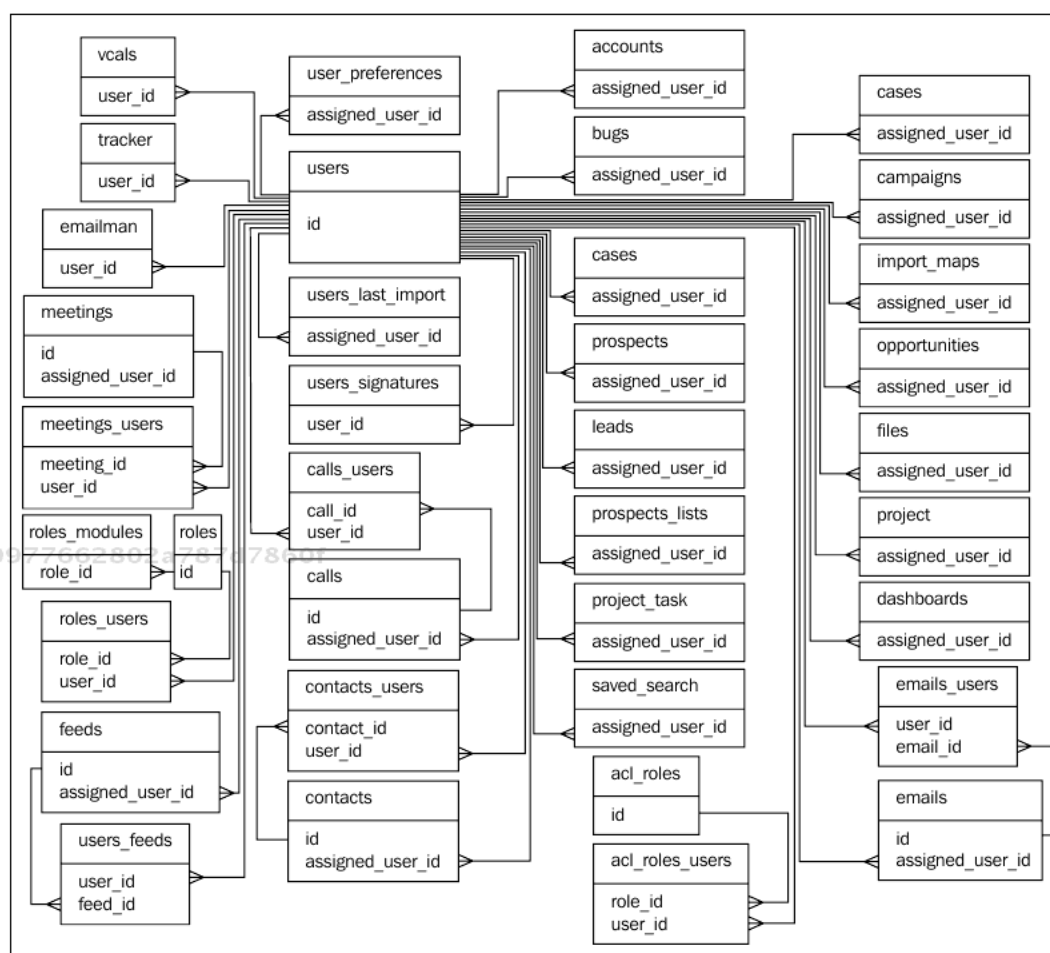 vcals
user_id
tracker
user_id
emailman
user_id
meetings
id
assigned_user_id
meetings_users
meeting_id
user_id
roles_modules
role_id
roles
id
roles_users
role_id
user_id
feeds
id
assigned_user_id
users_feeds
user_id
feed_id
user_preferences
assigned_user_id
users
id
users_last_import
assigned_user_id
users_signatures
user_id
calls_users
call_id
user_id
calls
id
assigned_user_id
contacts_users
contact_id
user_id
contacts
id
assigned_user_id
accounts
assigned_user_id
bugs
assigned_user_id
cases
assigned_user_id
prospects
assigned_user_id
leads
assigned_user_id
prospects_lists
assigned_user_id
project_task
assigned_user_id
saved_search
assigned_user_id
acl_roles
id
acl_roles_users
role_id
user_id
cases
assigned_user_id
campaigns
assigned_user_id
import_maps
assigned_user_id
opportunities
assigned_user_id
files
assigned_user_id
project
assigned_user_id
dashboards
assigned_user_id
emails_users
user_id
email_id
emails
id
assigned_user_id